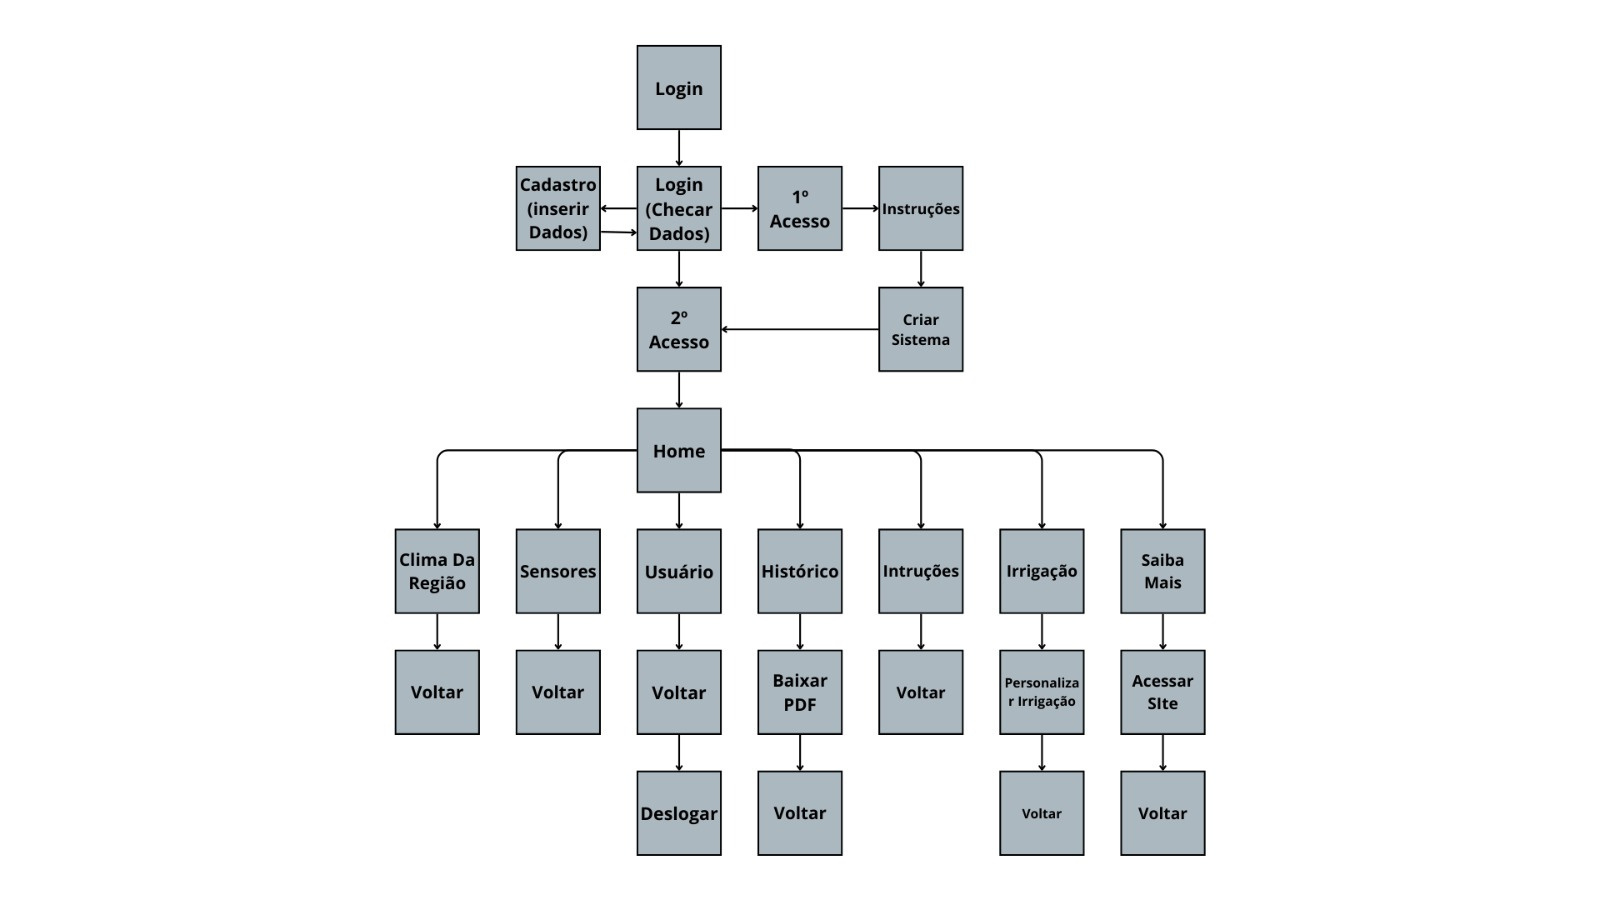 Login
Cadastro
(inserir
Dados)
Login
(Checar
Dados)
1º
Acesso
Instruções
2º
Acesso
Criar
Sistema
Home
Clima Da
Região
Sensores
Usuário
Histórico
Intruções
Irrigação
Saiba
Mais
Voltar
Voltar
Voltar
Baixar
PDF
Voltar
Personaliza
r Irrigação
Acessar
SIte
Deslogar
Voltar
Voltar
Voltar